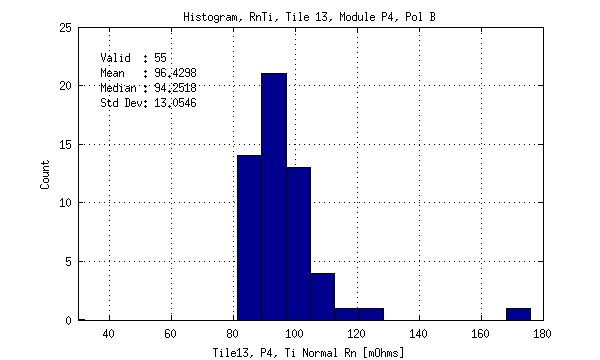 Histogram, RnTi, Tile 13, Module P4, Pol B
25
Valid : 55
Mean : 96.4298
Median : 94.2518
Std Dev: 13.0546
20
15
Count
10
5
0
40 60 80 100 120 140 160 180
Tile13, P4, Ti Normal Rn [mOhms]